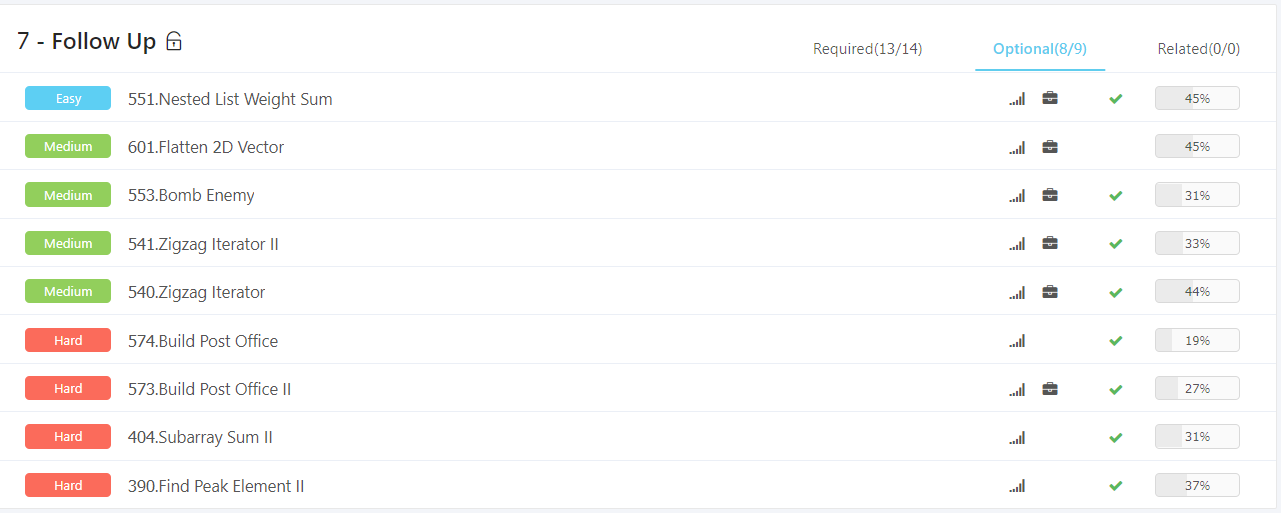 7 - Follow Up Required(13/14) Optional(8/9) Related(0/0)
Easy 551.Nested List Weight Sum 45%
Medium 601.Flatten 2D Vector 45%
Medium 553.Bomb Enemy 31%
Medium 541.Zigzag Iterator II 33%
Medium 540.Zigzag Iterator 44%
Hard 574.Build Post Office 19%
Hard 573.Build Post Office II 27%
Hard 404.Subarray Sum II 31%
Hard 390.Find Peak Element II 37%